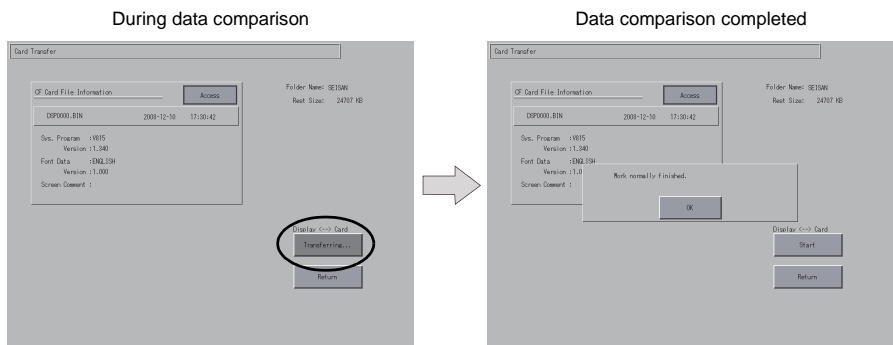 During data comparison
Card Transfer
CF Card File Information
Access
DSP0000.BIN 2008-12-10 17:30:42
Sys. Program :V815
Version :1.340
Font Data :ENGLISH
Version :1.000
Screen Comment :
Folder Name: SEISAN
Rest Size: 24707 KB
Display <--> Card
Transferring...
Return
Data comparison completed
Card Transfer
CF Card File Information
Access
DSP0000.BIN 2008-12-10 17:30:42
Sys. Program :V815
Version :1.340
Font Data :ENGLISH
Version :1.0
Screen Comment :
Folder Name: SEISAN
Rest Size: 24707 KB
Work normally finished.
OK
Display <--> Card
Start
Return